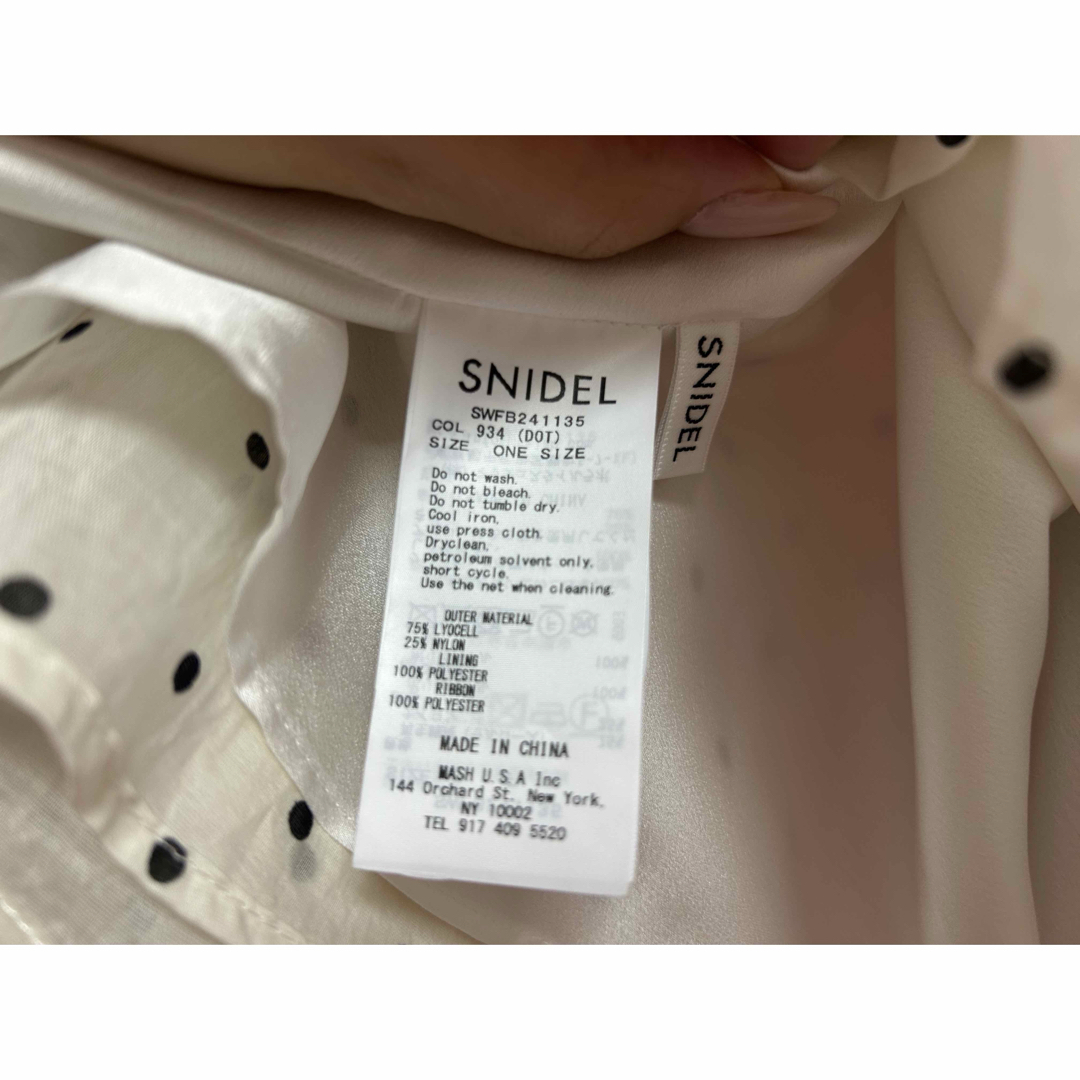 SNIDEL
SWFB241135
COL 934 (DOT)
SIZE ONE SIZE
Do not wash.
Do not bleach.
Do not tumble dry.
Cool iron,
use press cloth.
Dryclean,
petroleum solvent only,
short cycle.
Use the net when cleaning.
OUTER MATERIAL
75% LYOCELL
25% NYLON
LINING
100% POLYESTER
RIBBON
100% POLYESTER
MADE IN CHINA
MASH U.S.A Inc
144 Orchard St. New York,
NY 10002
TEL 917 409 5520
SNIDEL